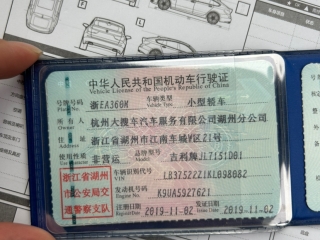 中华人民共和国机动车行驶证
Vehicle License of the People's Republic of China
号牌号码 浙EA360M 车辆类型 小型轿车
Plate No. Vehicle Type
所有人 杭州大搜车汽车服务有限公司湖州分公司
Owner
住址 浙江省湖州市江南车城V区21号
Address
使用性质 非营运 品牌型号 吉利牌JL7151D61
浙江省湖州市公安局交通警察支队
车辆识别代号 LB37522Z1KLB98082
VIN
发动机号码 K9UA5927621
Engine No.
注册日期 2019-11-02 发证日期 2019-11-02
Register Date Issue Date